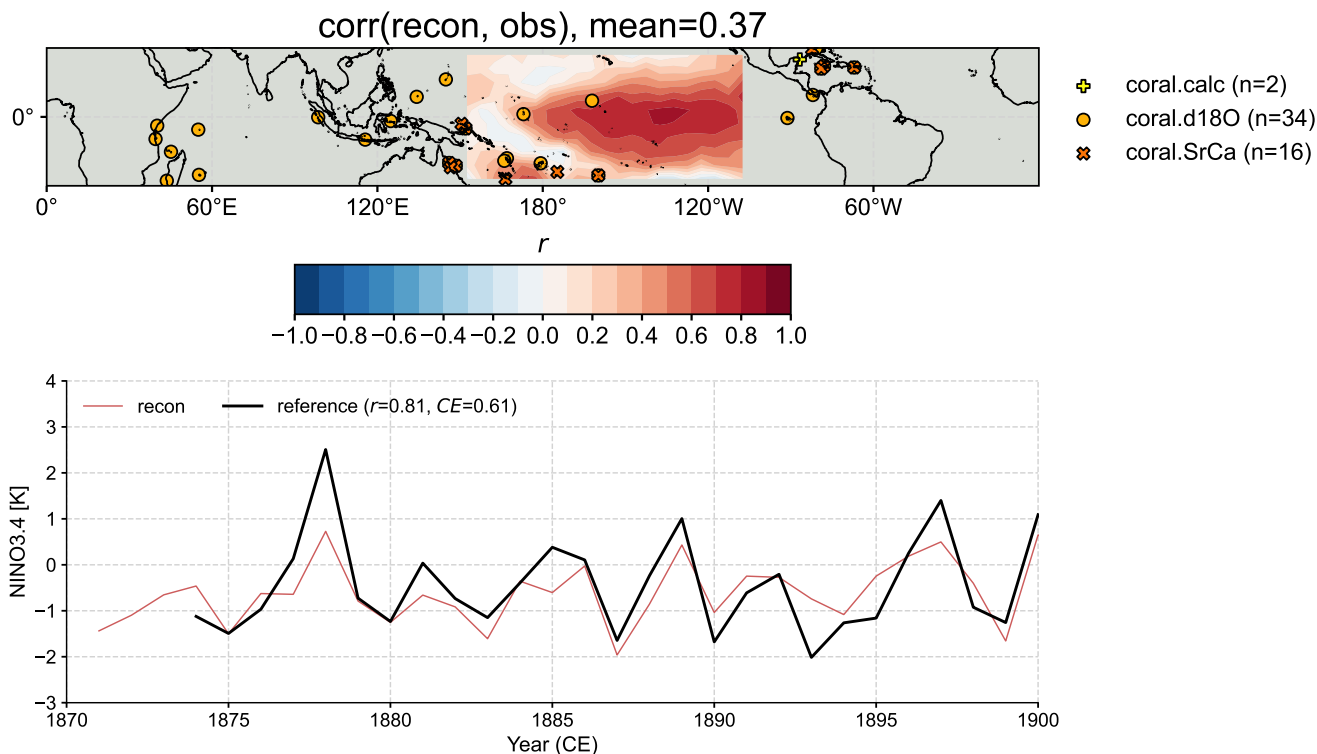 corr(recon, obs), mean=0.37
0°
0 60°E 120°E 180° 120°W 60°W
coral.calc (n=2)
coral.d18O (n=34)
coral.SrCa (n=16)
r
−1.0 −0.8 −0.6 −0.4 −0.2 0.0 0.2 0.4 0.6 0.8 1.0
recon
reference (r=0.81, CE=0.61)
NINO3.4 [K]
4
3
2
1
0
−1
−2
−3
1870 1875 1880 1885 1890 1895 1900
Year (CE)